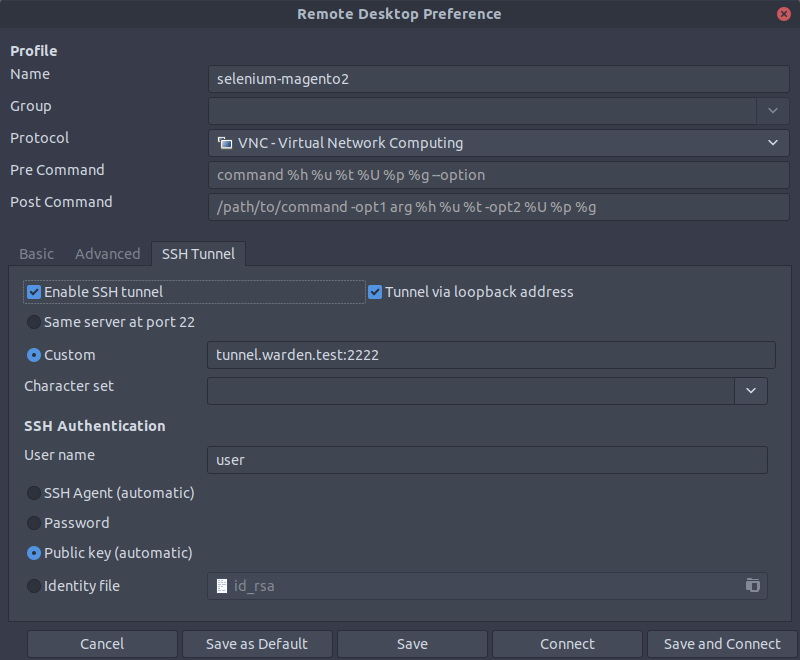 Remote Desktop Preference
Profile
Name selenium-magento2
Group
Protocol VNC - Virtual Network Computing
Pre Command command %h %u %t %U %p %g --option
Post Command /path/to/command -opt1 arg %h %u %t -opt2 %U %p %g
Basic Advanced SSH Tunnel
Enable SSH tunnel Tunnel via loopback address
Same server at port 22
Custom tunnel.warden.test:2222
Character set
SSH Authentication
User name user
SSH Agent (automatic)
Password
Public key (automatic)
Identity file id_rsa
Cancel Save as Default Save Connect Save and Connect